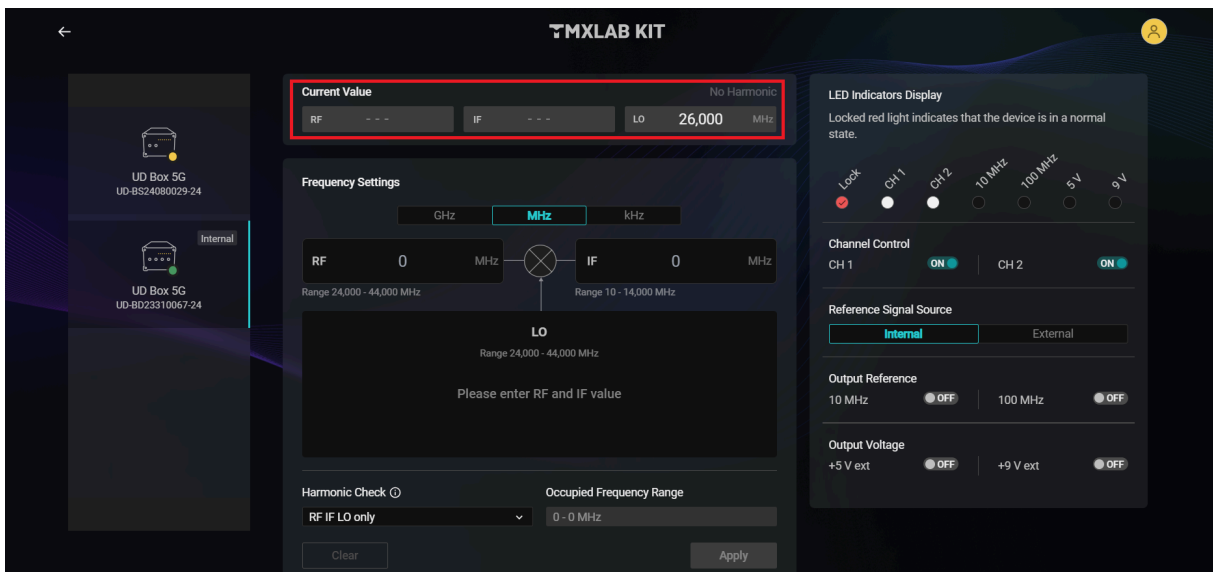 TMXLAB KIT
UD Box 5G
UD-BS24080029-24
Internal
UD Box 5G
UD-BD23310067-24
Current Value
No Harmonic
RF - - - IF - - - LO 26,000 MHz
Frequency Settings
GHz MHz kHz
RF 0 MHz IF 0 MHz
Range 24,000 - 44,000 MHz Range 10 - 14,000 MHz
LO
Range 24,000 - 44,000 MHz
Please enter RF and IF value
Harmonic Check Occupied Frequency Range
RF IF LO only 0 - 0 MHz
Clear Apply
LED Indicators Display
Locked red light indicates that the device is in a normal
state.
Lock CH 1 CH 2 10 MHz 100 MHz 5 V 9 V
Channel Control
CH 1 ON CH 2 ON
Reference Signal Source
Internal External
Output Reference
10 MHz OFF 100 MHz OFF
Output Voltage
+5 V ext OFF +9 V ext OFF